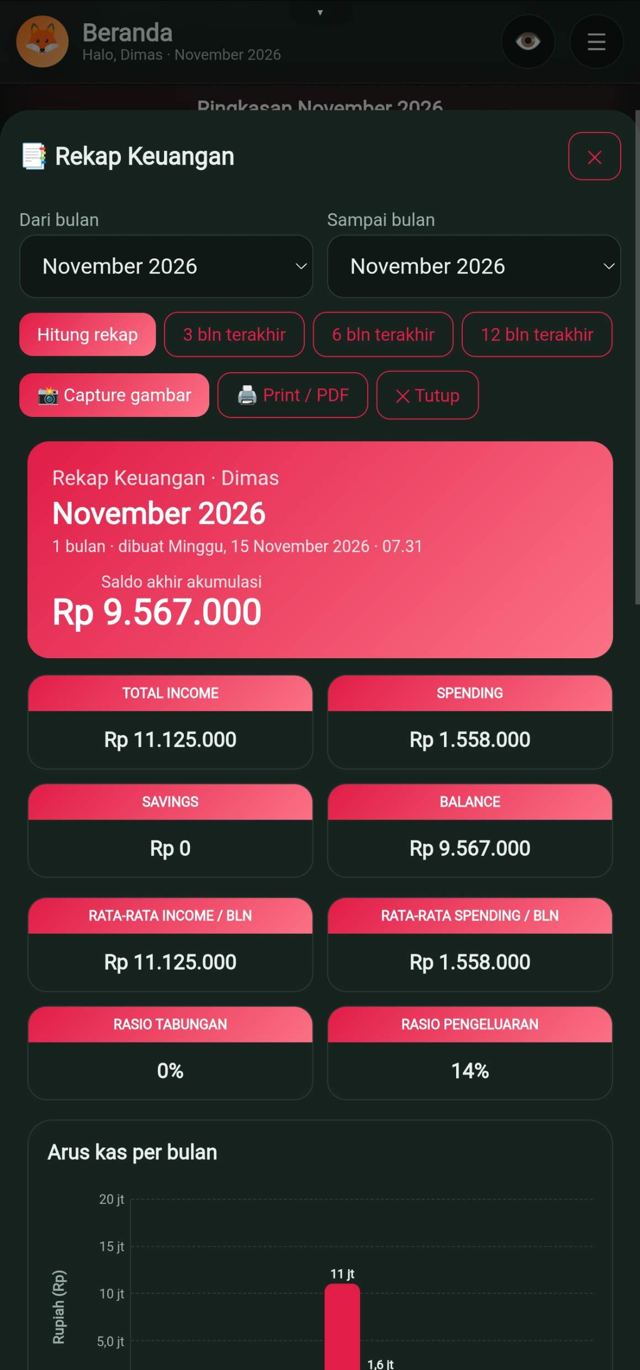 Beranda
Halo, Dimas · November 2026
Ringkasan November 2026
Rekap Keuangan
Dari bulan
Sampai bulan
November 2026
November 2026
Hitung rekap
3 bln terakhir
6 bln terakhir
12 bln terakhir
Capture gambar
Print / PDF
Tutup
Rekap Keuangan · Dimas
November 2026
1 bulan · dibuat Minggu, 15 November 2026 · 07.31
Saldo akhir akumulasi
Rp 9.567.000
TOTAL INCOME
SPENDING
Rp 11.125.000
Rp 1.558.000
SAVINGS
BALANCE
Rp 0
Rp 9.567.000
RATA-RATA INCOME / BLN
RATA-RATA SPENDING / BLN
Rp 11.125.000
Rp 1.558.000
RASIO TABUNGAN
RASIO PENGELUARAN
0%
14%
Arus kas per bulan
20 jt
15 jt
10 jt
5,0 jt
Rupiah (Rp)
11 jt
1,6 jt